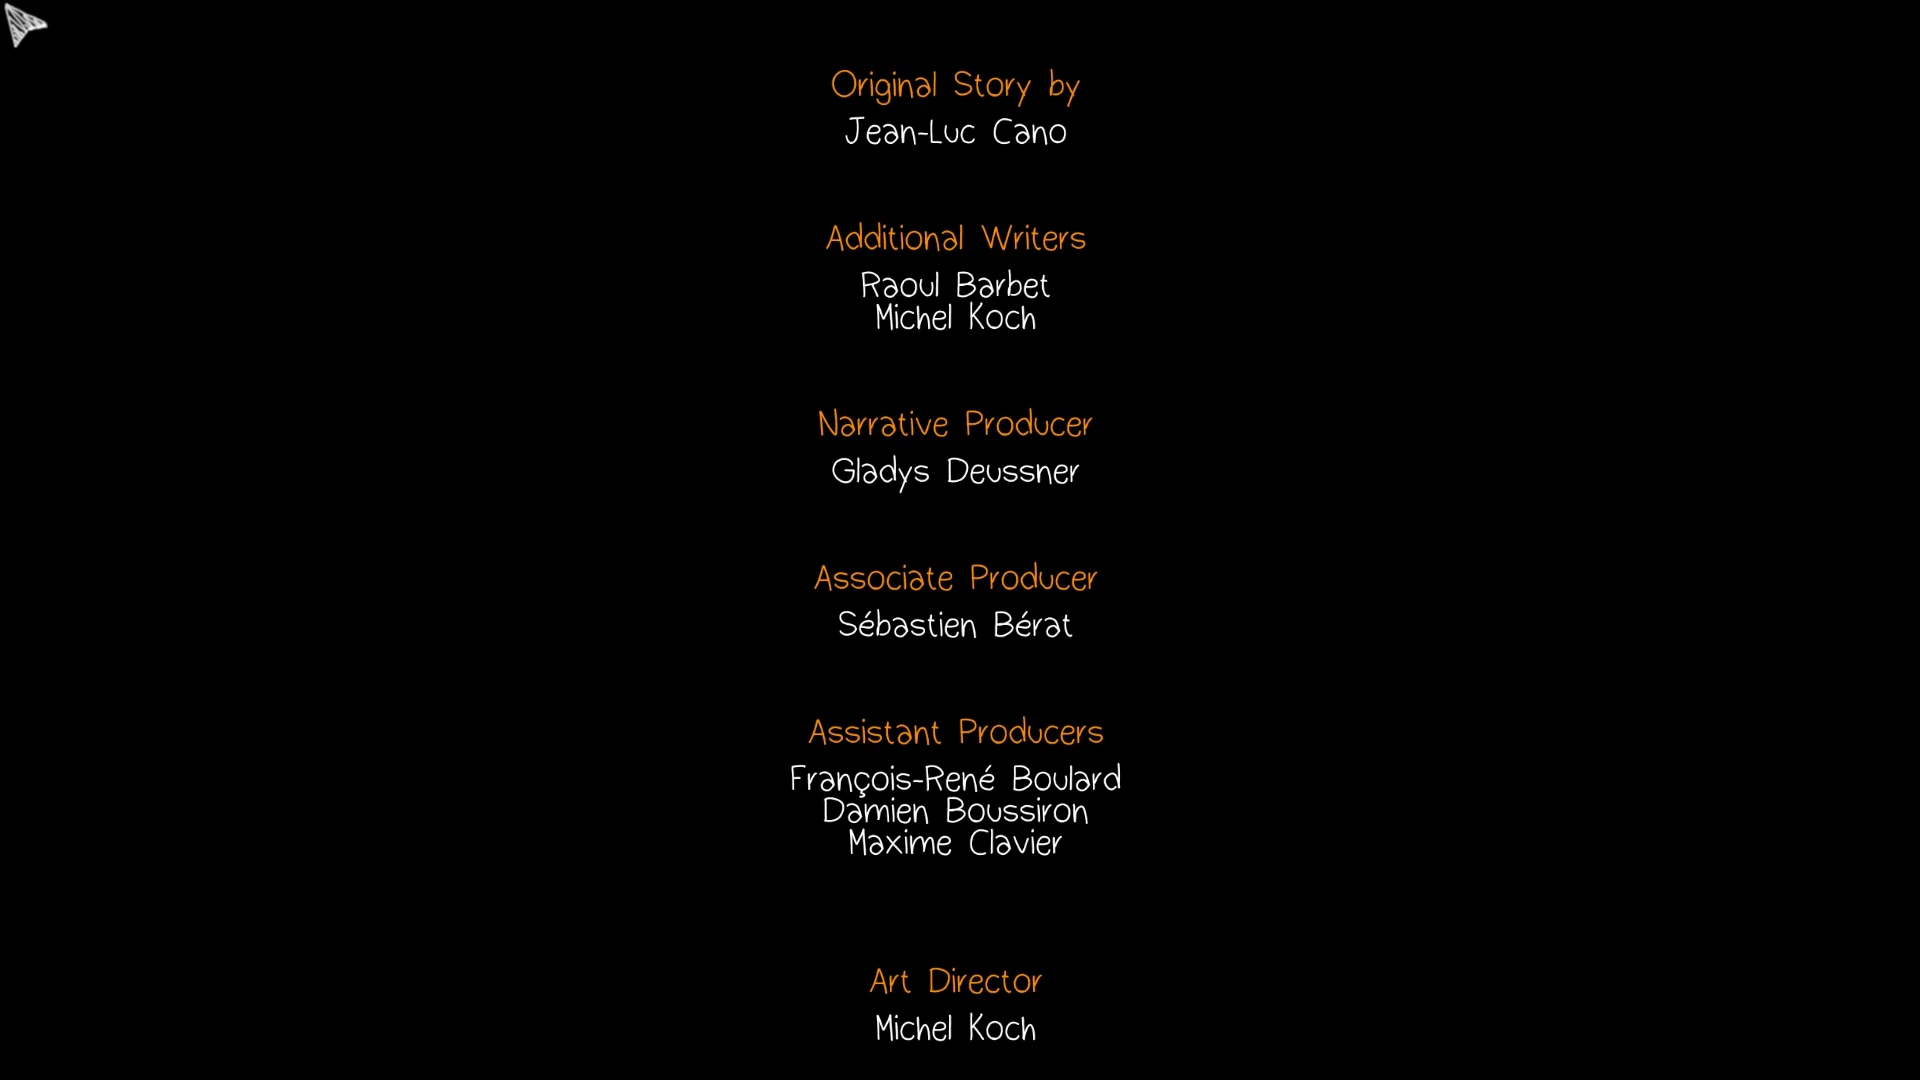 Original Story by
Jean-Luc Cano
Additional Writers
Raoul Barbet
Michel Koch
Narrative Producer
Gladys Deussner
Associate Producer
Sébastien Bérat
Assistant Producers
François-René Boulard
Damien Boussiron
Maxime Clavier
Art Director
Michel Koch